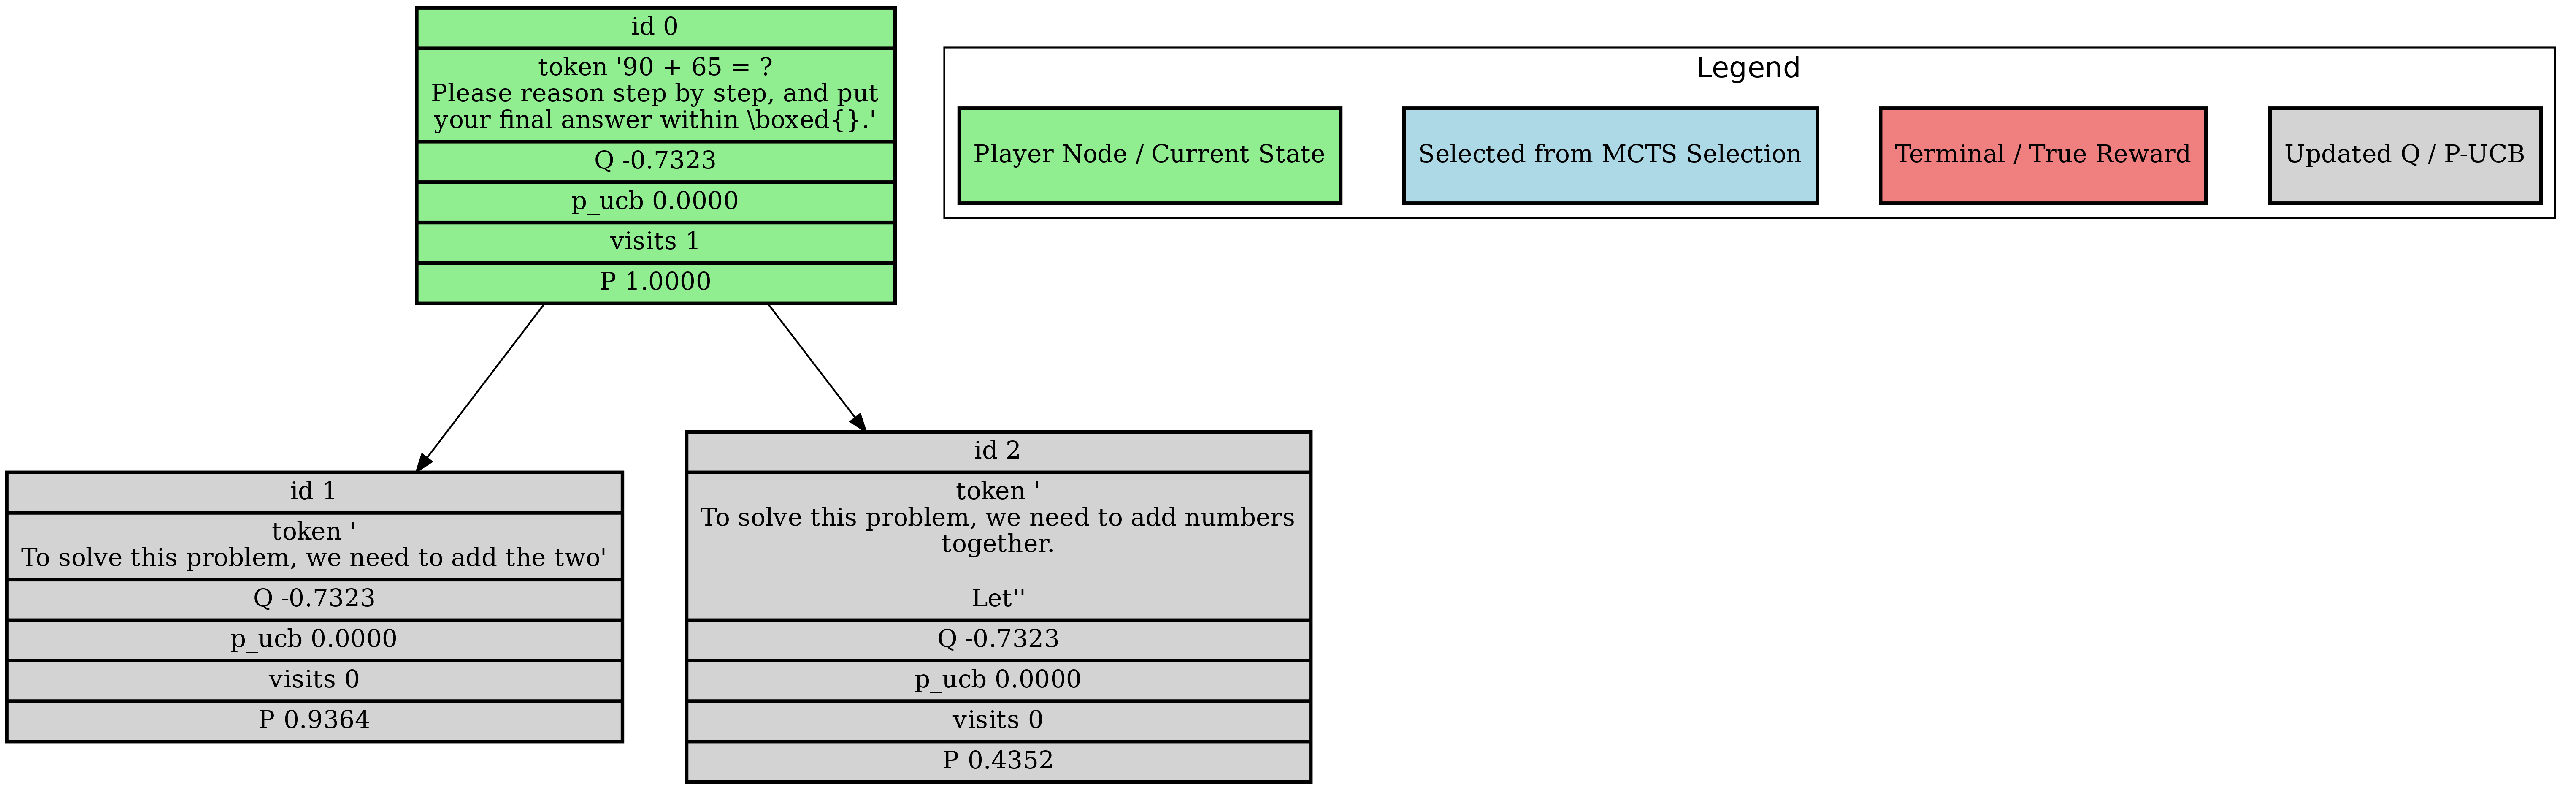 id 0
token '90 + 65 = ?
Please reason step by step, and put
your final answer within \boxed{}.'
Q -0.7323
p_ucb 0.0000
visits 1
P 1.0000
Legend
Player Node / Current State
Selected from MCTS Selection
Terminal / True Reward
Updated Q / P-UCB
id 1
token '
To solve this problem, we need to add the two'
Q -0.7323
p_ucb 0.0000
visits 0
P 0.9364
id 2
token '
To solve this problem, we need to add numbers
together.
Let''
Q -0.7323
p_ucb 0.0000
visits 0
P 0.4352